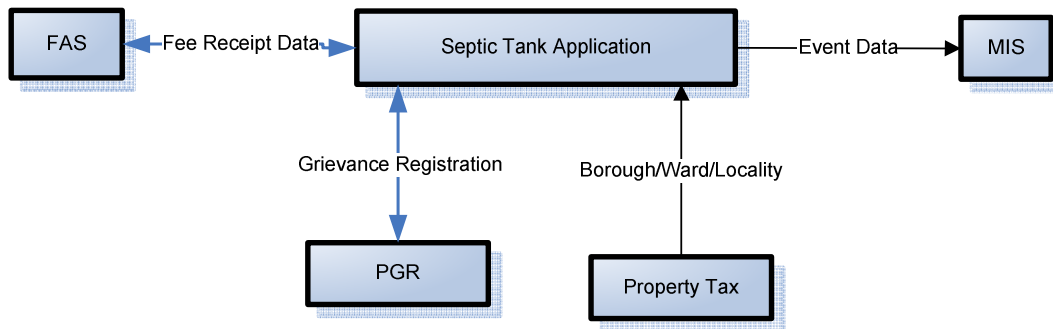 FAS
Fee Receipt Data
Septic Tank Application
Event Data
MIS
Grievance Registration
Borough/Ward/Locality
PGR
Property Tax